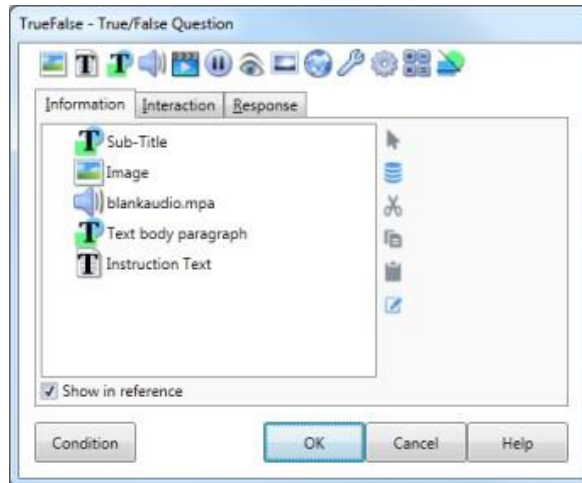 TrueFalse - True/False Question
Information Interaction Response
Sub-Title
Image
blankaudio.mpa
Text body paragraph
Instruction Text
Show in reference
Condition OK Cancel Help